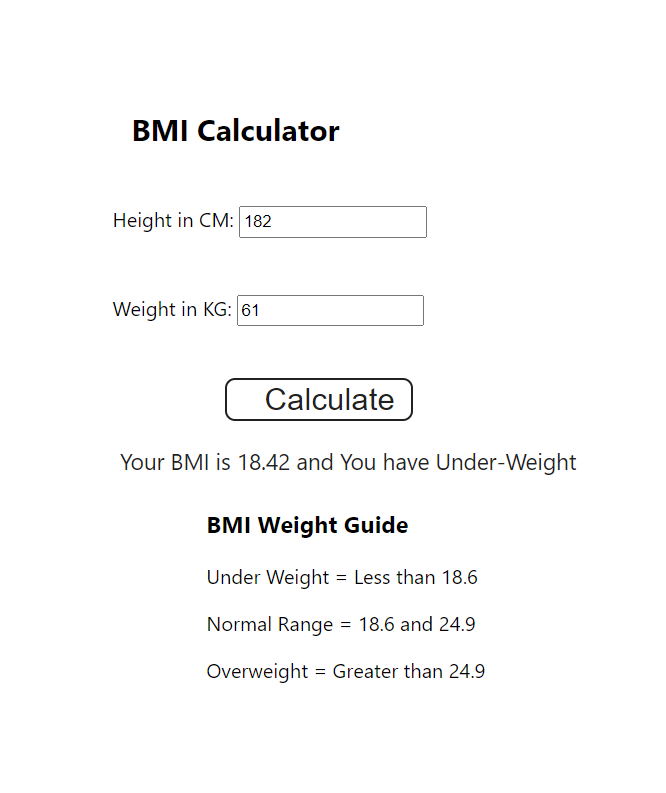 BMI Calculator
Height in CM: 182
Weight in KG: 61
Calculate
Your BMI is 18.42 and You have Under-Weight
BMI Weight Guide
Under Weight = Less than 18.6
Normal Range = 18.6 and 24.9
Overweight = Greater than 24.9